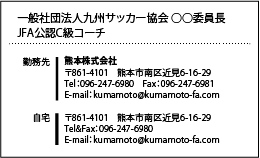 一般社団法人九州サッカー協会 ○○委員長
JFA公認C級コーチ
勤務先 熊本株式会社
〒861-4101 熊本市南区近見6-16-29
Tel：096-247-6980 Fax：096-247-6981
E-mail：kumamoto@kumamoto-fa.com
自宅 〒861-4101 熊本市南区近見6-16-29
Tel&Fax：096-247-6980
E-mail：kumamoto@kumamoto-fa.com